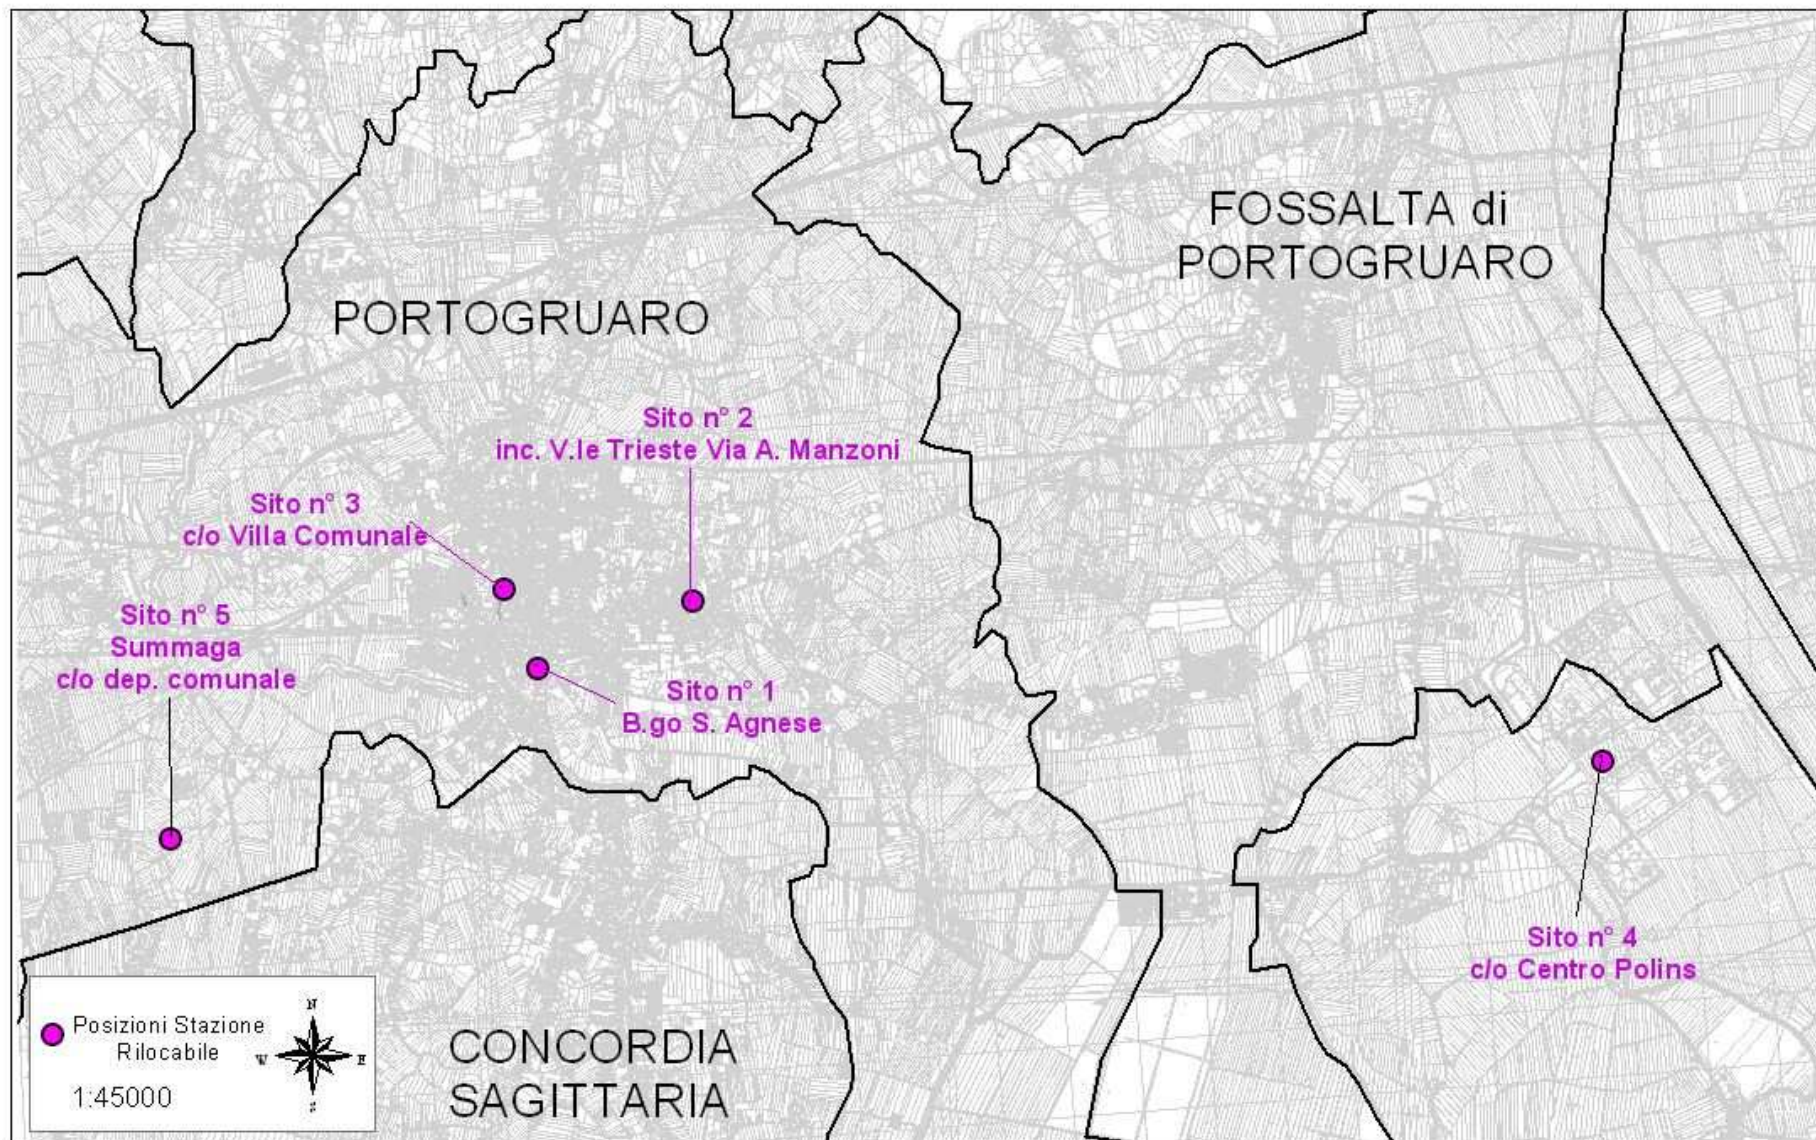 FOSSALTA di
PORTOGRUARO
PORTOGRUARO
Sito n° 2
inc. V.le Trieste Via A. Manzoni
Sito n° 3
c/o Villa Comunale
Sito n° 5
Summaga
c/o dep. comunale
Sito n° 1
B.go S. Agnese
Sito n° 4
c/o Centro Polins
CONCORDIA
SAGITTARIA
Posizioni Stazione
Rilocabile
1:45000
N
W
E
S